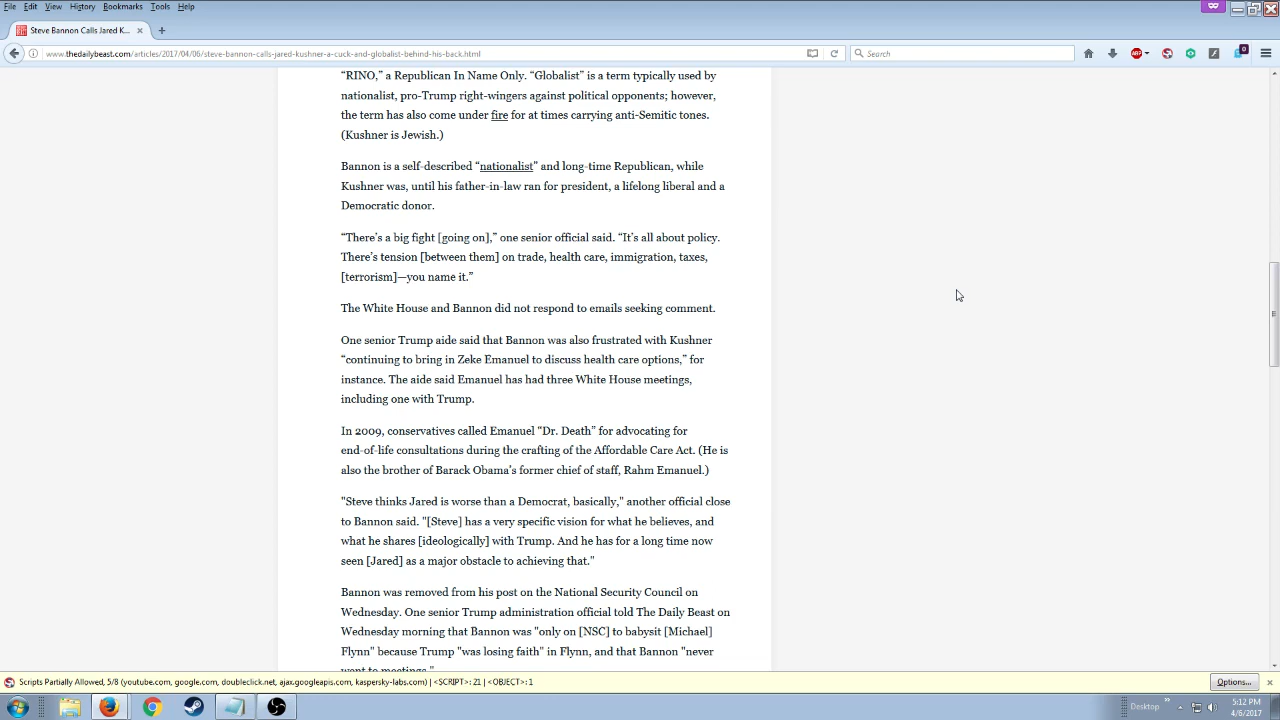 File Edit View History Bookmarks Tools Help
Steve Bannon Calls Jared K...
www.thedailybeast.com/articles/2017/04/06/steve-bannon-calls-jared-kushner-a-cuck-and-globalist-behind-his-back.html
Search
ABP
0
“RINO,” a Republican In Name Only. “Globalist” is a term typically used by
nationalist, pro-Trump right-wingers against political opponents; however,
the term has also come under fire for at times carrying anti-Semitic tones.
(Kushner is Jewish.)
Bannon is a self-described “nationalist” and long-time Republican, while
Kushner was, until his father-in-law ran for president, a lifelong liberal and a
Democratic donor.
“There’s a big fight [going on],” one senior official said. “It’s all about policy.
There’s tension [between them] on trade, health care, immigration, taxes,
[terrorism]—you name it.”
The White House and Bannon did not respond to emails seeking comment.
One senior Trump aide said that Bannon was also frustrated with Kushner
“continuing to bring in Zeke Emanuel to discuss health care options,” for
instance. The aide said Emanuel has had three White House meetings,
including one with Trump.
In 2009, conservatives called Emanuel “Dr. Death” for advocating for
end-of-life consultations during the crafting of the Affordable Care Act. (He is
also the brother of Barack Obama's former chief of staff, Rahm Emanuel.)
"Steve thinks Jared is worse than a Democrat, basically," another official close
to Bannon said. "[Steve] has a very specific vision for what he believes, and
what he shares [ideologically] with Trump. And he has for a long time now
seen [Jared] as a major obstacle to achieving that."
Bannon was removed from his post on the National Security Council on
Wednesday. One senior Trump administration official told The Daily Beast on
Wednesday morning that Bannon was "only on [NSC] to babysit [Michael]
Flynn" because Trump "was losing faith" in Flynn, and that Bannon "never
went to meetings."
Scripts Partially Allowed, 5/8 (youtube.com, google.com, doubleclick.net, ajax.googleapis.com, kaspersky-labs.com) | <SCRIPT>: 21 | <OBJECT>: 1
Options...
Desktop
5:12 PM
4/6/2017